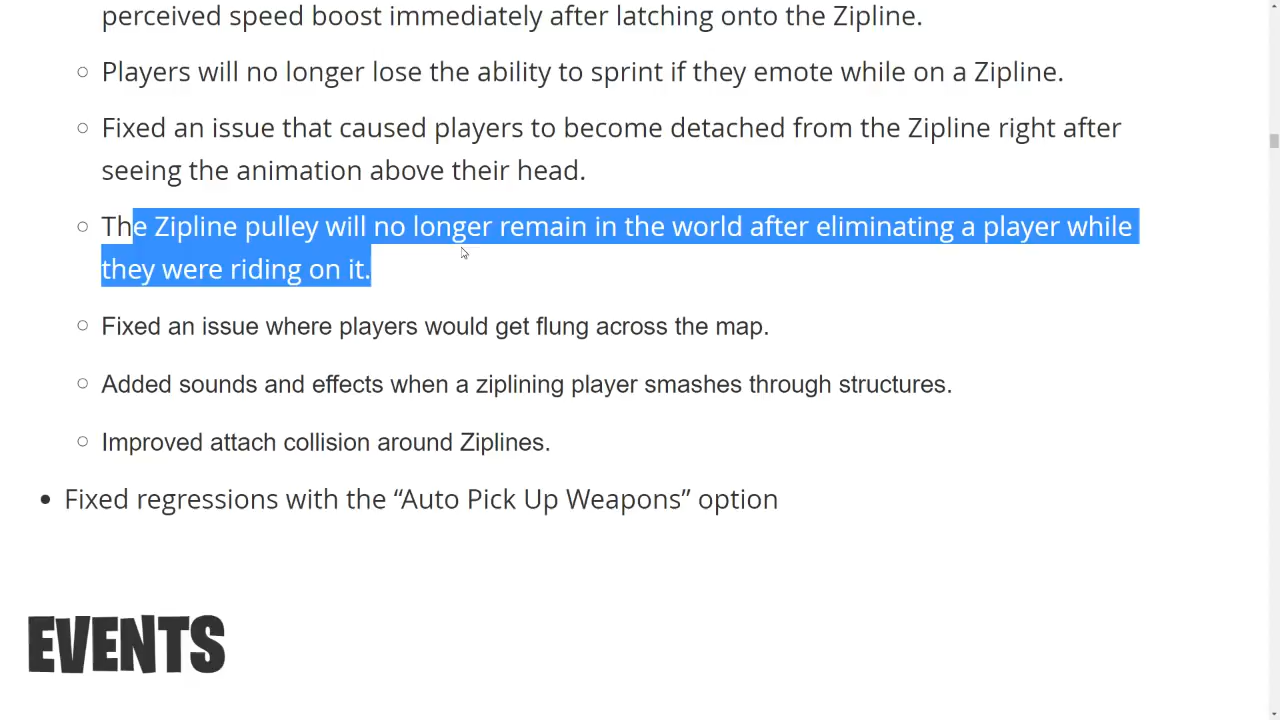 perceived speed boost immediately after latching onto the Zipline.
Players will no longer lose the ability to sprint if they emote while on a Zipline.
Fixed an issue that caused players to become detached from the Zipline right after
seeing the animation above their head.
The Zipline pulley will no longer remain in the world after eliminating a player while
they were riding on it.
Fixed an issue where players would get flung across the map.
Added sounds and effects when a ziplining player smashes through structures.
Improved attach collision around Ziplines.
Fixed regressions with the “Auto Pick Up Weapons” option
EVENTS